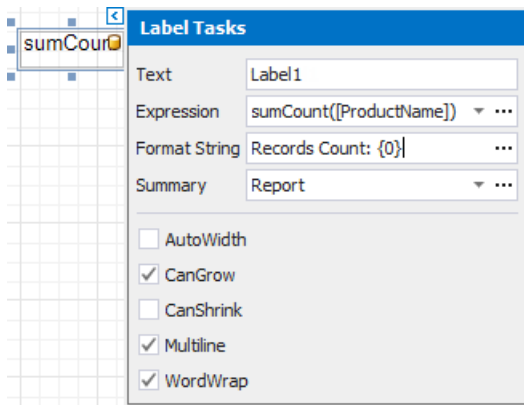 sumCoun
Label Tasks
Text Label1
Expression sumCount([ProductName])
Format String Records Count: {0}
Summary Report
AutoWidth
CanGrow
CanShrink
Multiline
WordWrap